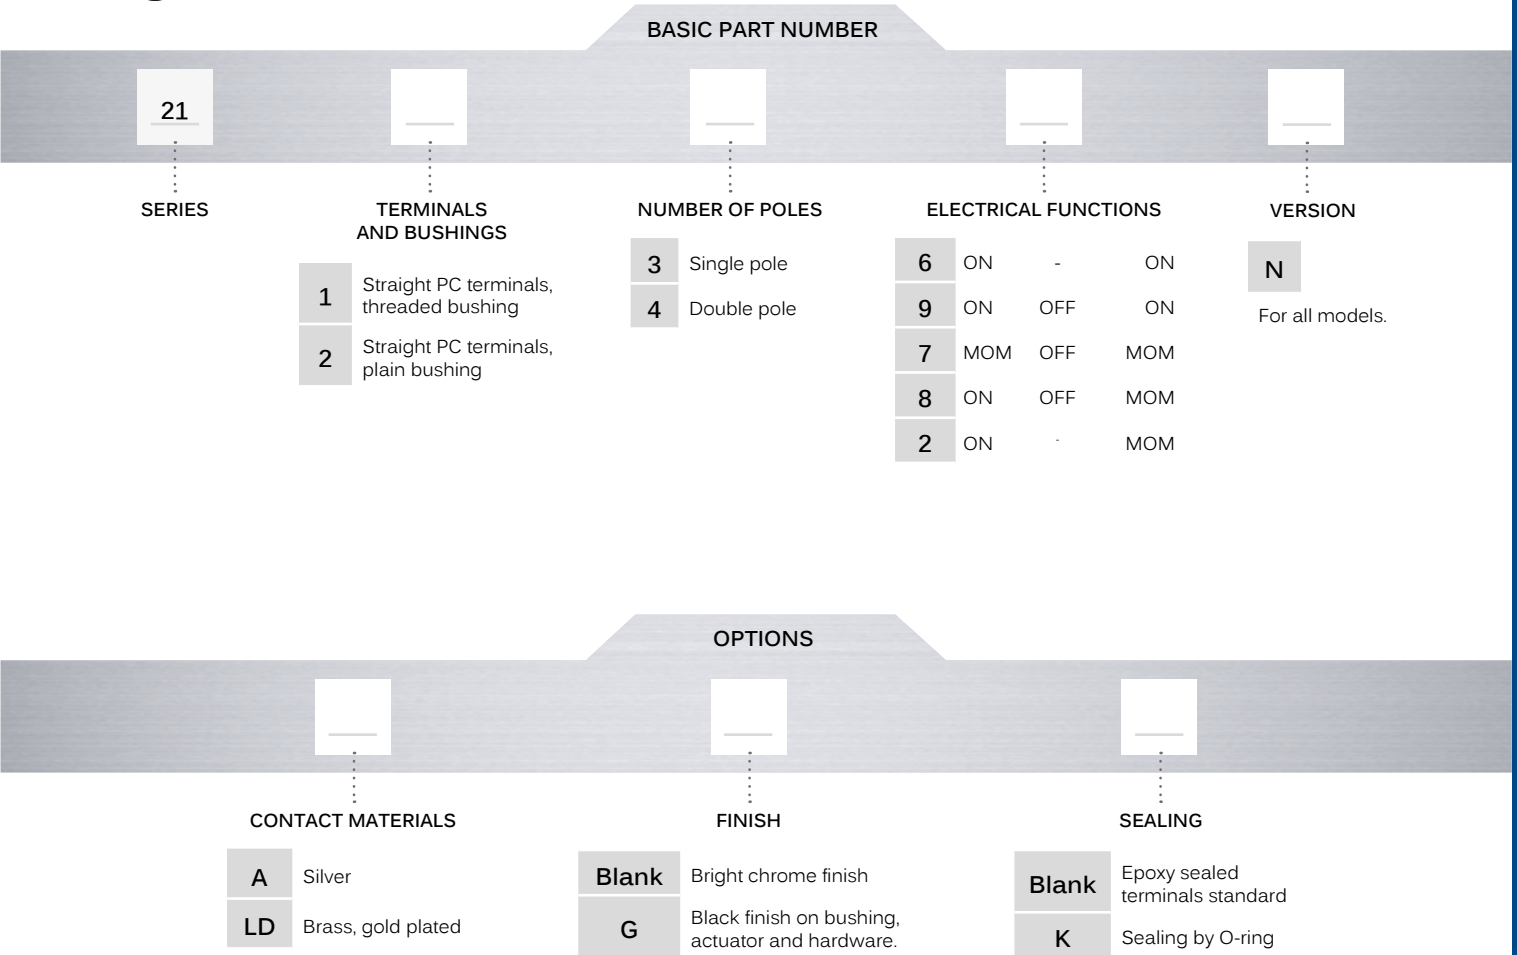 BASIC PART NUMBER
21
SERIES
TERMINALS
AND BUSHINGS
1 Straight PC terminals,
threaded bushing
2 Straight PC terminals,
plain bushing
NUMBER OF POLES
3 Single pole
4 Double pole
ELECTRICAL FUNCTIONS
6 ON - ON
9 ON OFF ON
7 MOM OFF MOM
8 ON OFF MOM
2 ON - MOM
VERSION
N
For all models.
OPTIONS
CONTACT MATERIALS
A Silver
LD Brass, gold plated
FINISH
Blank Bright chrome finish
G Black finish on bushing,
actuator and hardware.
SEALING
Blank Epoxy sealed
terminals standard
K Sealing by O-ring